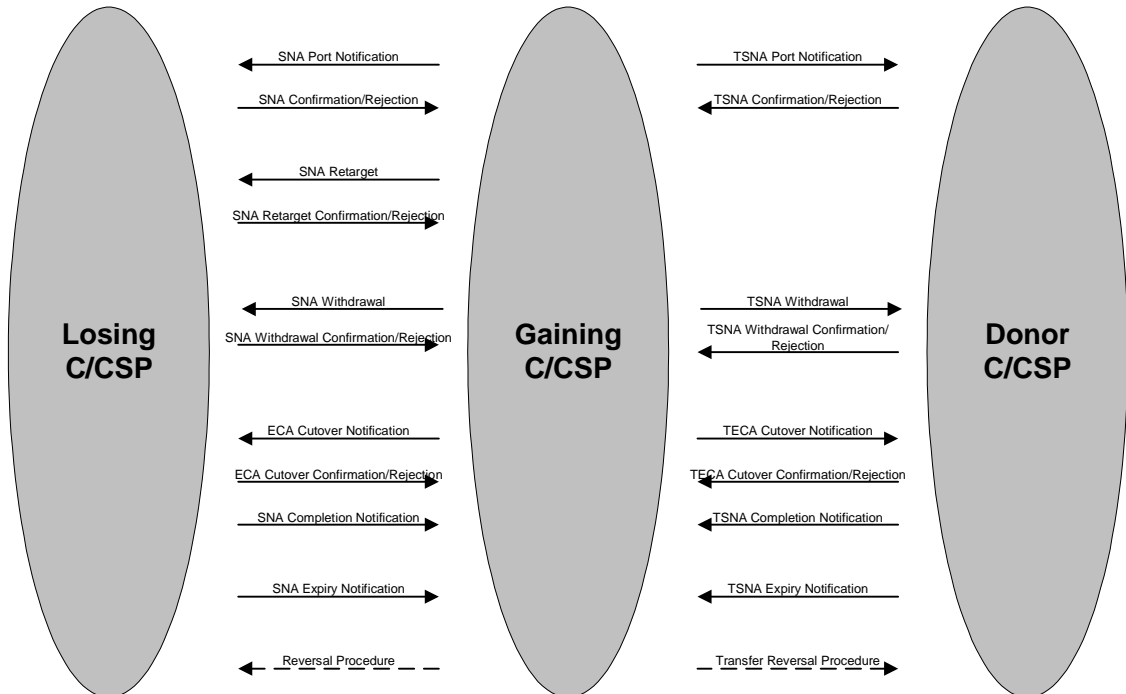 SNA Port Notification
TSNA Port Notification
SNA Confirmation/Rejection
TSNA Confirmation/Rejection
SNA Retarget
SNA Retarget Confirmation/Rejection
SNA Withdrawal
TSNA Withdrawal
SNA Withdrawal Confirmation/Rejection
TSNA Withdrawal Confirmation/
Rejection
Losing
C/CSP
Gaining
C/CSP
Donor
C/CSP
ECA Cutover Notification
TECA Cutover Notification
ECA Cutover Confirmation/Rejection
TECA Cutover Confirmation/Rejection
SNA Completion Notification
TSNA Completion Notification
SNA Expiry Notification
TSNA Expiry Notification
Reversal Procedure
Transfer Reversal Procedure